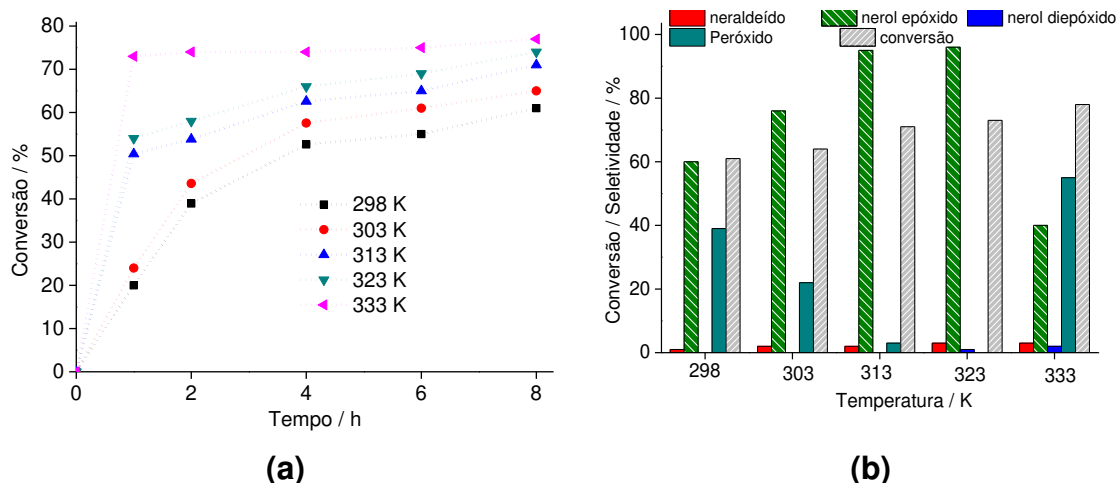 80
70
60
50
40
30
20
10
0
Conversão / %
298 K
303 K
313 K
323 K
333 K
0 2 4 6 8
Tempo / h
(a)
neraldeído nerol epóxido nerol diepóxido
Peróxido conversão
100
80
60
40
20
0
Conversão / Seletividade / %
298 303 313 323 333
Temperatura / K
(b)